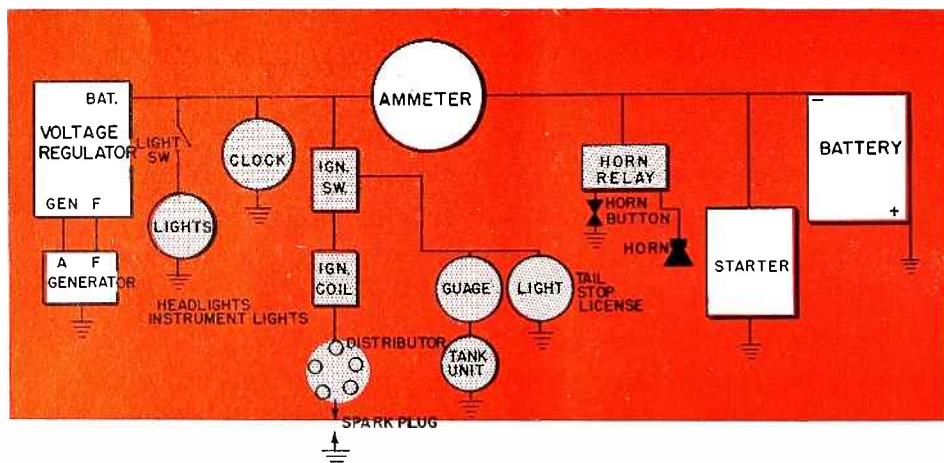 BAT.
VOLTAGE
REGULATOR
GEN F
A F
GENERATOR
LIGHT
SW
LIGHTS
HEADLIGHTS
INSTRUMENT LIGHTS
CLOCK
IGN.
SW.
IGN.
COIL
DISTRIBUTOR
SPARK PLUG
AMMETER
GUAGE
TANK
UNIT
LIGHT
TAIL
STOP
LICENSE
HORN
RELAY
HORN
BUTTON
HORN
STARTER
−
BATTERY
+